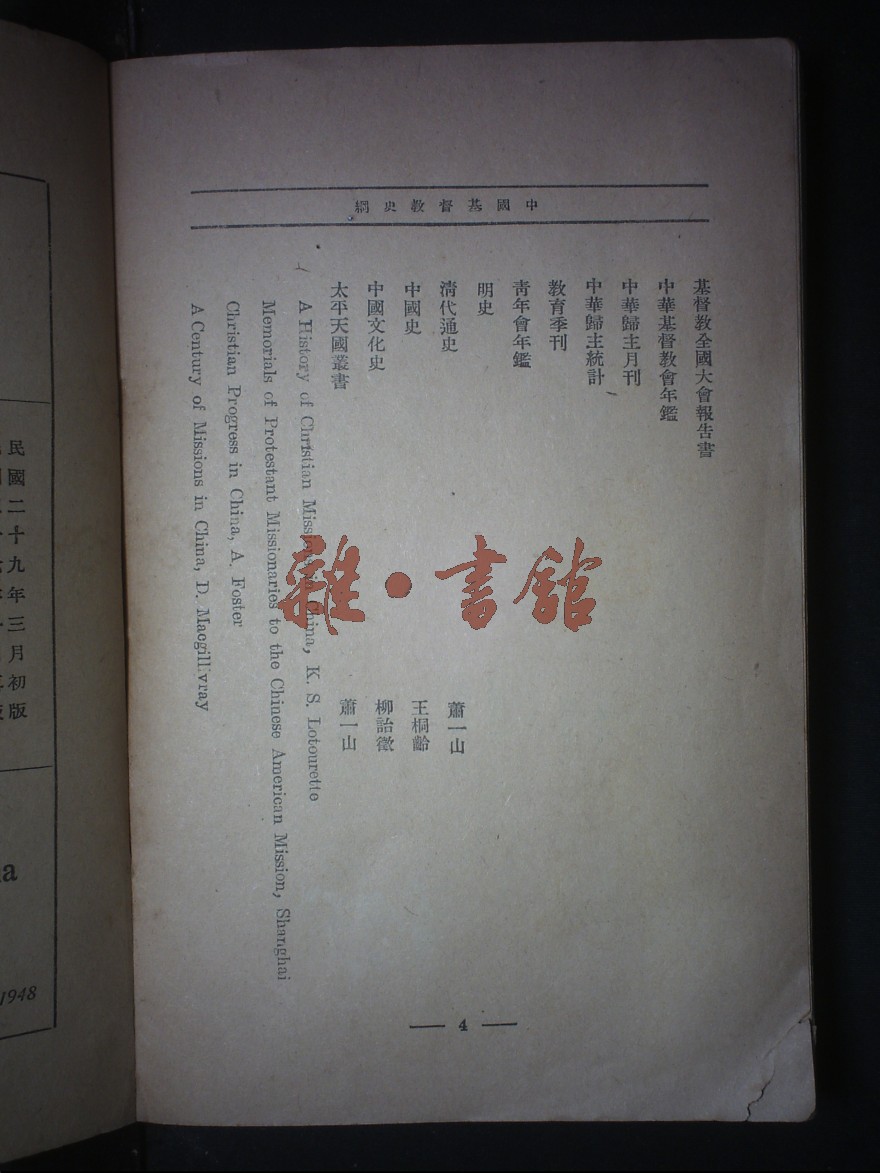 中國基督教史綱
基督教全國大會報告書
中華基督教會年鑑
中華歸主月刊
中華歸主統計
教育季刊
青年會年鑑
明史
清代通史 蕭一山
中國史 王桐齡
中國文化史 柳詒徵
太平天國叢書 蕭一山
A History of Christian Missions in China, K. S. Lotourette
Memorials of Protestant Missionaries to the Chinese American Mission, Shanghai
Christian Progress in China, A. Foster
A Century of Missions in China, D. Macgillivray
— 4 —
雜·書館
民國二十九年三月初版
1948